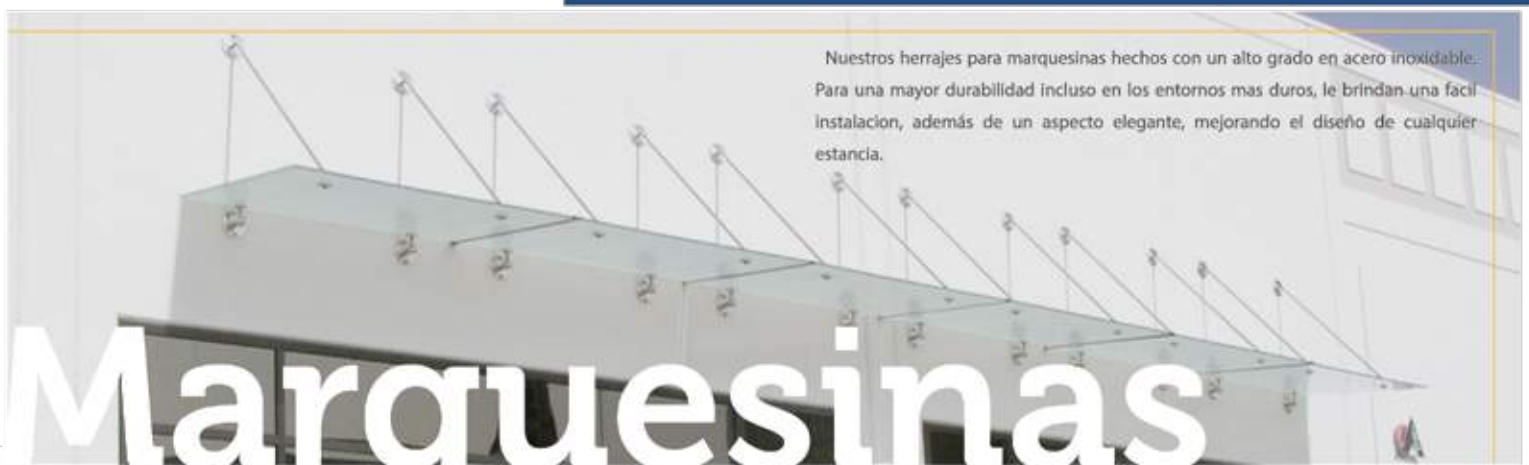 Nuestros herrajes para marquesinas hechos con un alto grado en acero inoxidable.
Para una mayor durabilidad incluso en los entornos mas duros, le brindan una facil
instalacion, además de un aspecto elegante, mejorando el diseño de cualquier
estancia.
Marquesinas